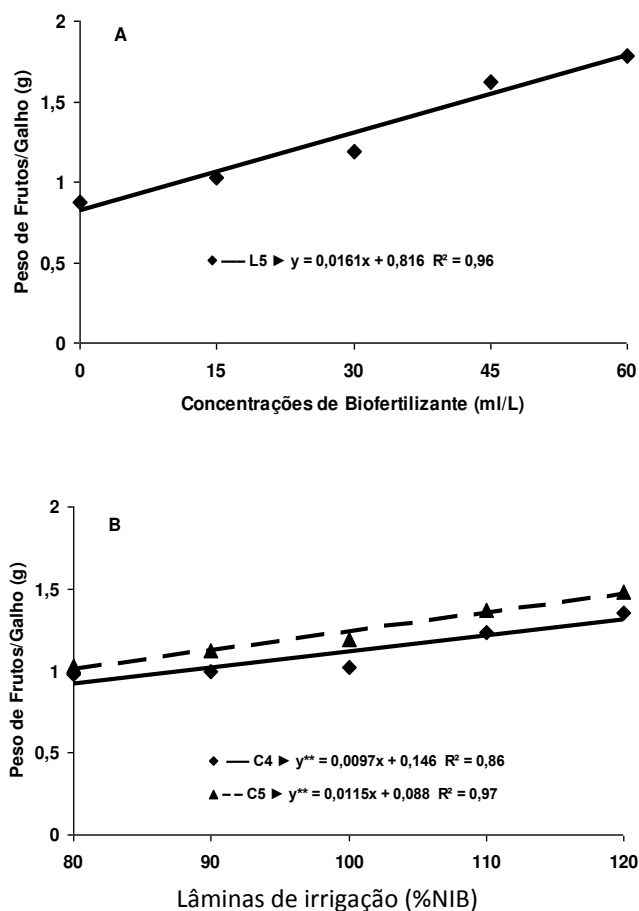 A
2
1,5
1
0,5
0
Peso de Frutos/Galho (g)
L5 ► y = 0,0161x + 0,816 R² = 0,96
0 15 30 45 60
Concentrações de Biofertilizante (ml/L)
B
2
1,5
1
0,5
0
Peso de Frutos/Galho (g)
C4 ► y** = 0,0097x + 0,146 R² = 0,86
C5 ► y** = 0,0115x + 0,088 R² = 0,97
80 90 100 110 120
Lâminas de irrigação (%NIB)